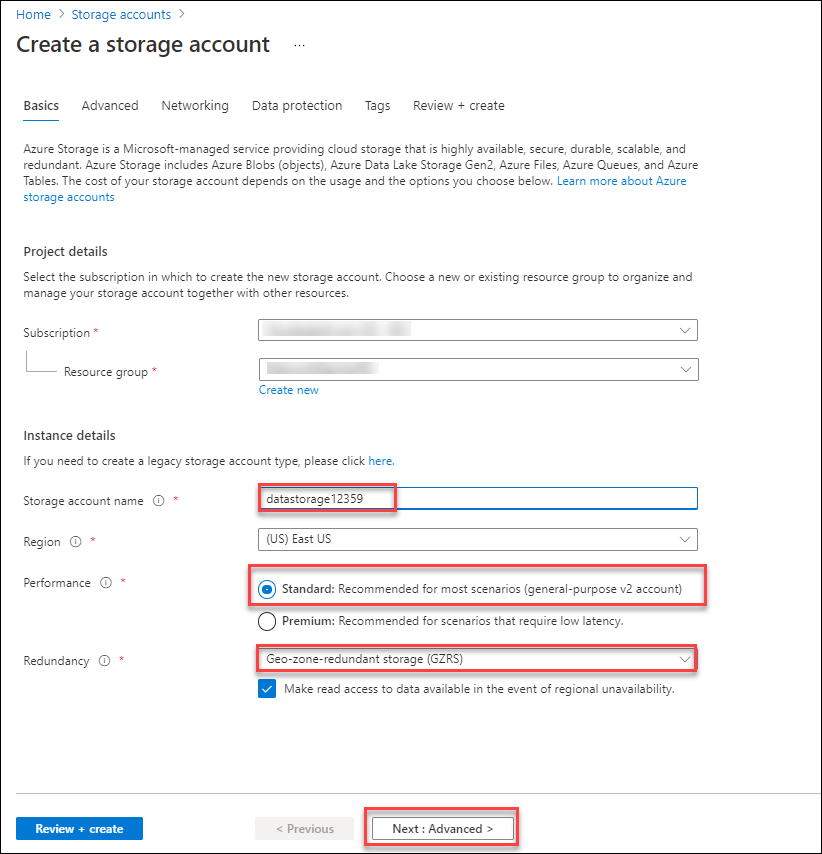 Home > Storage accounts >
Create a storage account ...
Basics Advanced Networking Data protection Tags Review + create
Azure Storage is a Microsoft-managed service providing cloud storage that is highly available, secure, durable, scalable, and
redundant. Azure Storage includes Azure Blobs (objects), Azure Data Lake Storage Gen2, Azure Files, Azure Queues, and Azure
Tables. The cost of your storage account depends on the usage and the options you choose below. Learn more about Azure
storage accounts
Project details
Select the subscription in which to create the new storage account. Choose a new or existing resource group to organize and
manage your storage account together with other resources.
Subscription *
Resource group *
Create new
Instance details
If you need to create a legacy storage account type, please click here.
Storage account name * datastorage12359
Region * (US) East US
Performance * Standard: Recommended for most scenarios (general-purpose v2 account)
Premium: Recommended for scenarios that require low latency.
Redundancy * Geo-zone-redundant storage (GZRS)
Make read access to data available in the event of regional unavailability.
Review + create < Previous Next : Advanced >